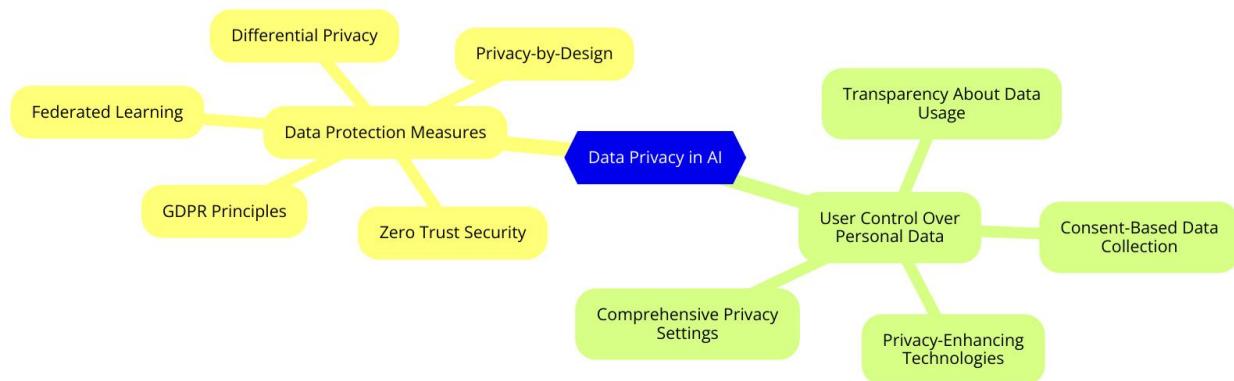 Differential Privacy
Privacy-by-Design
Federated Learning
Data Protection Measures
GDPR Principles
Zero Trust Security
Data Privacy in AI
Transparency About Data
Usage
User Control Over
Personal Data
Consent-Based Data
Collection
Comprehensive Privacy
Settings
Privacy-Enhancing
Technologies